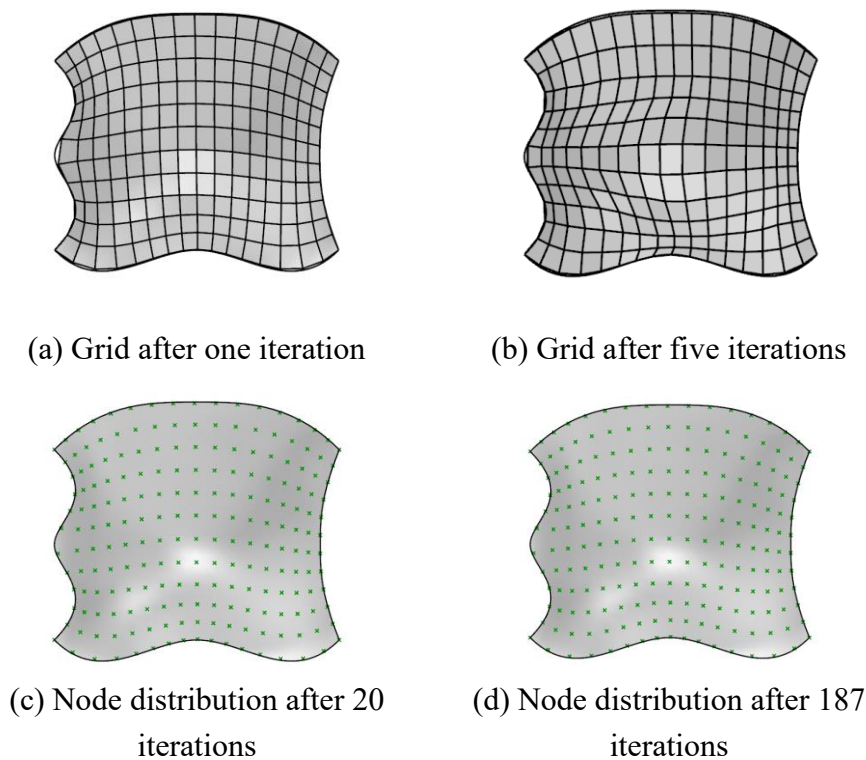 (a) Grid after one iteration
(b) Grid after five iterations
(c) Node distribution after 20
iterations
(d) Node distribution after 187
iterations